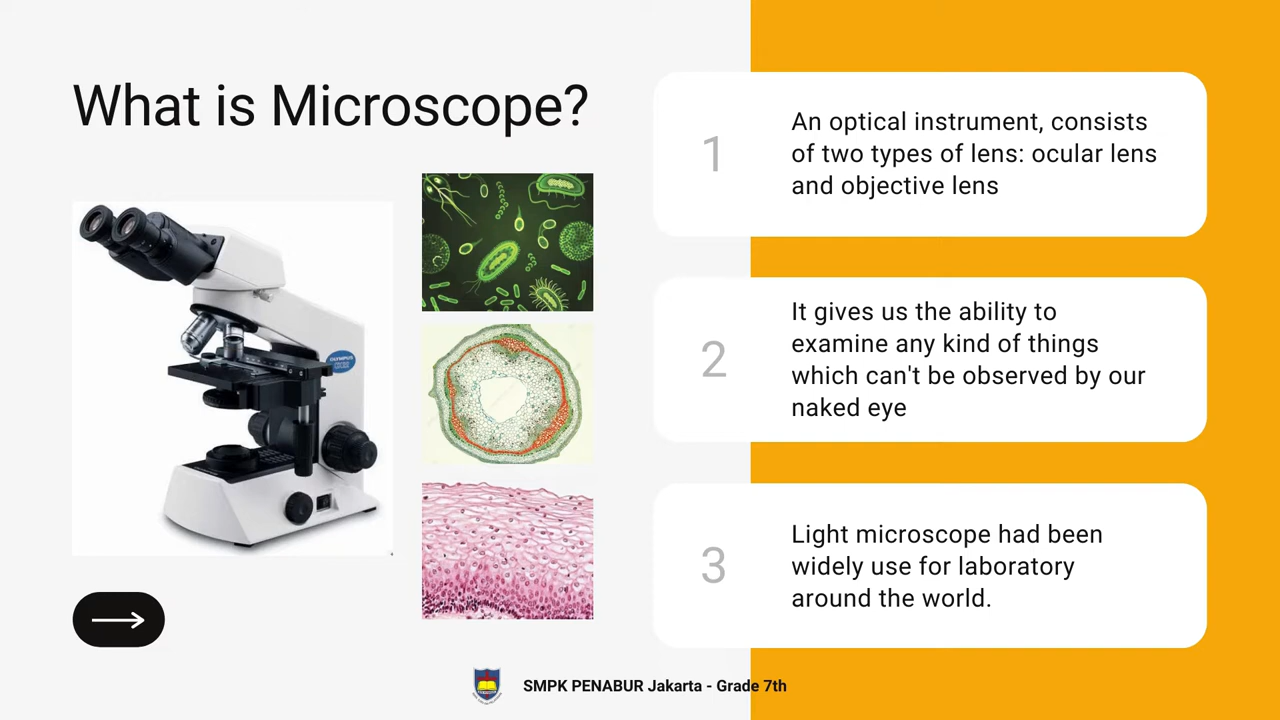 What is Microscope?
OLYMPUS
1
An optical instrument, consists
of two types of lens: ocular lens
and objective lens
2
It gives us the ability to
examine any kind of things
which can't be observed by our
naked eye
3
Light microscope had been
widely use for laboratory
around the world.
SMPK PENABUR Jakarta - Grade 7th